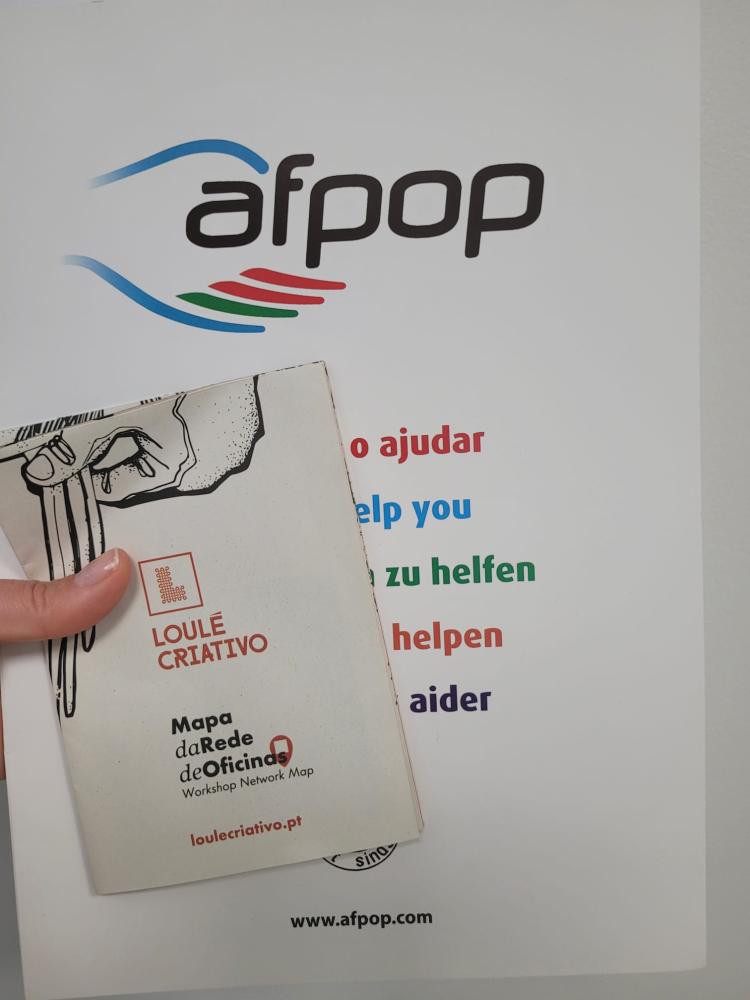 afpop
o ajudar
elp you
zu helfen
helpen
aider
L
LOULÉ
CRIATIVO
Mapa
daRede
deOficinas
Workshop Network Map
loulecriativo.pt
www.afpop.com